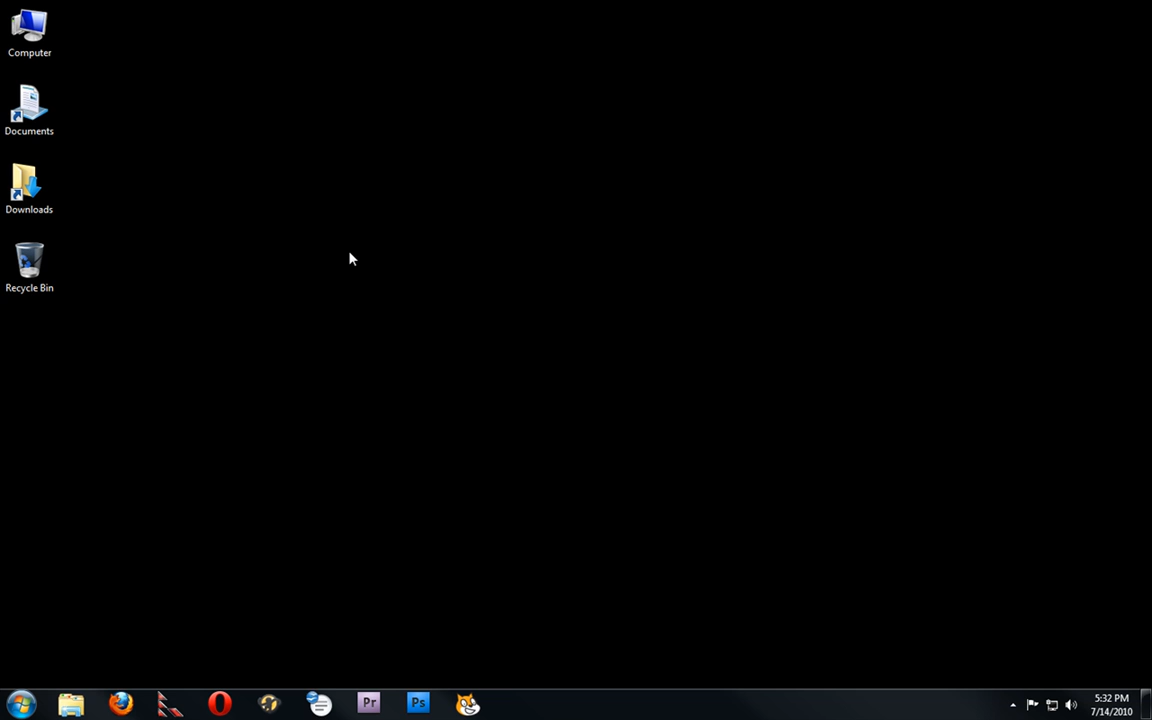 Computer
Documents
Downloads
Recycle Bin
Pr
Ps
5:32 PM
7/14/2010